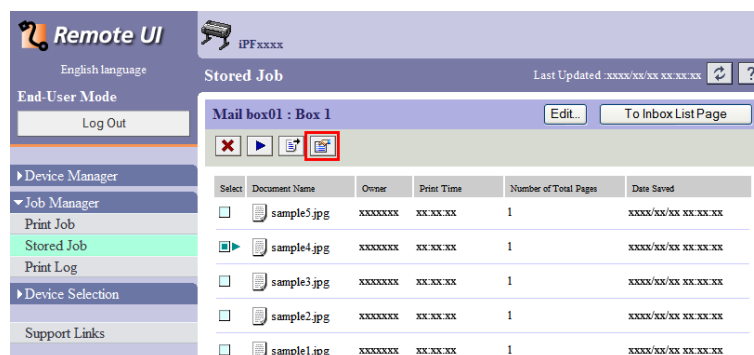 Remote UI
iPFxxxx
English language
Stored Job
Last Updated :xxxx/xx/xx xx:xx:xx
?
End-User Mode
Log Out
Mail box01 : Box 1
Edit...
To Inbox List Page
Device Manager
Job Manager
Print Job
Stored Job
Print Log
Device Selection
Support Links
Select Document Name Owner Print Time Number of Total Pages Date Saved
sample5.jpg xxxxxxx xx:xx:xx 1 xxxx/xx/xx xx:xx:xx
sample4.jpg xxxxxxx xx:xx:xx 1 xxxx/xx/xx xx:xx:xx
sample3.jpg xxxxxxx xx:xx:xx 1 xxxx/xx/xx xx:xx:xx
sample2.jpg xxxxxxx xx:xx:xx 1 xxxx/xx/xx xx:xx:xx
sample1.jpg xxxxxxx xx:xx:xx 1 xxxx/xx/xx xx:xx:xx